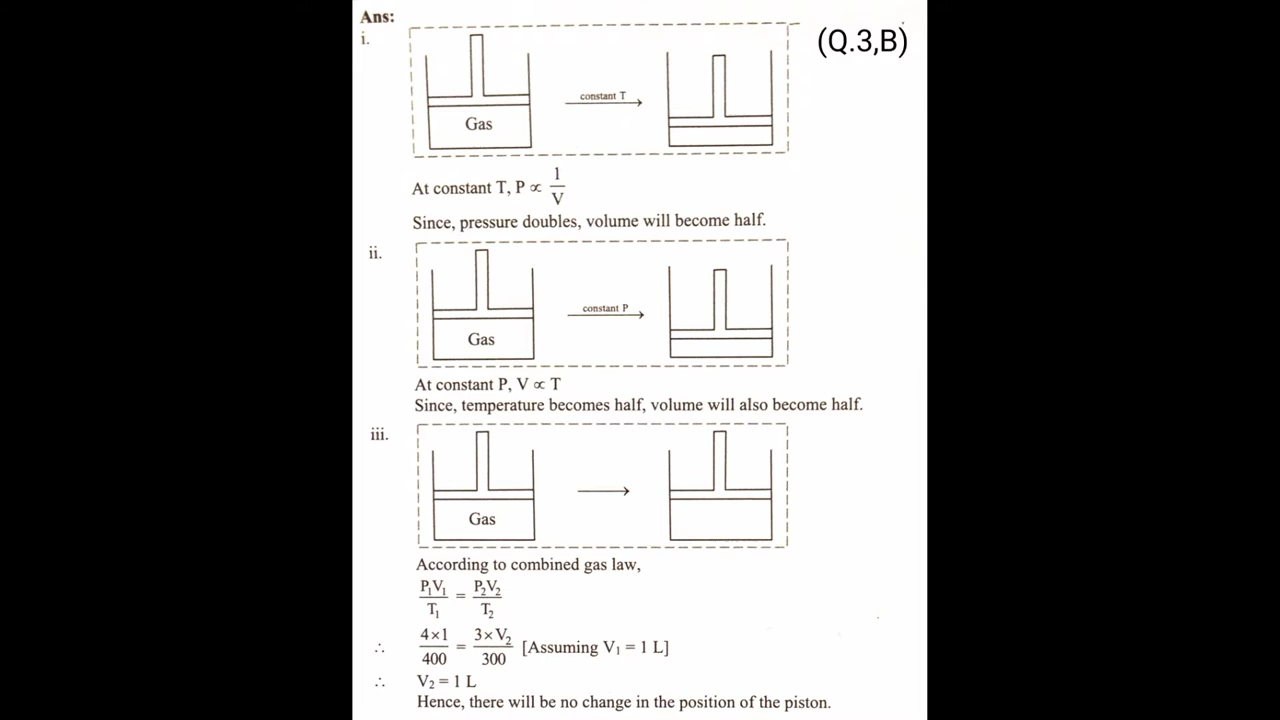 Ans:
(Q.3,B)
i.
constant T
Gas
At constant T, P ∝ 1/V
Since, pressure doubles, volume will become half.
ii.
constant P
Gas
At constant P, V ∝ T
Since, temperature becomes half, volume will also become half.
iii.
Gas
According to combined gas law,
P₁V₁/T₁ = P₂V₂/T₂
∴ 4×1/400 = 3×V₂/300 [Assuming V₁ = 1 L]
∴ V₂ = 1 L
Hence, there will be no change in the position of the piston.